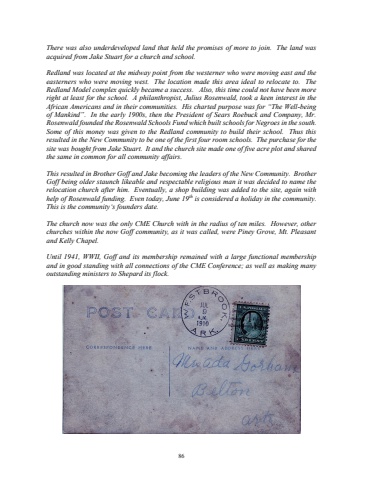 There was also underdeveloped land that held the promises of more to join.  The land was
acquired from Jake Stuart for a church and school.
Redland was located at the midway point from the westerner who were moving east and the
easterners who were moving west.  The location made this area ideal to relocate to.  The
Redland Model complex quickly became a success.  Also, this time could not have been more
right at least for the school.  A philanthropist, Julius Rosenwald, took a keen interest in the
African Americans and in their communities.  His charted purpose was for “The Well-being
of Mankind”.  In the early 1900s, then the President of Sears Roebuck and Company, Mr.
Rosenwald founded the Rosenwald Schools Fund which built schools for Negroes in the south.
Some of this money was given to the Redland community to build their school.  Thus this
resulted in the New Community to be one of the first four room schools.  The purchase for the
site was bought from Jake Stuart.  It and the church site made one of five acre plot and shared
the same in common for all community affairs.
This resulted in Brother Goff and Jake becoming the leaders of the New Community.  Brother
Goff being older staunch likeable and respectable religious man it was decided to name the
relocation church after him.  Eventually, a shop building was added to the site, again with
help of Rosenwald funding.  Even today, June 19th is considered a holiday in the community.
This is the community’s founders date.
The church now was the only CME Church with in the radius of ten miles.  However, other
churches within the now Goff community, as it was called, were Piney Grove, Mt. Pleasant
and Kelly Chapel.
Until 1941, WWII, Goff and its membership remained with a large functional membership
and in good standing with all connections of the CME Conference; as well as making many
outstanding ministers to Shepard its flock.
POST CARD
WESTBROOK
1910
ARK.
CORRESPONDENCE HERE
Belton
Ark
86